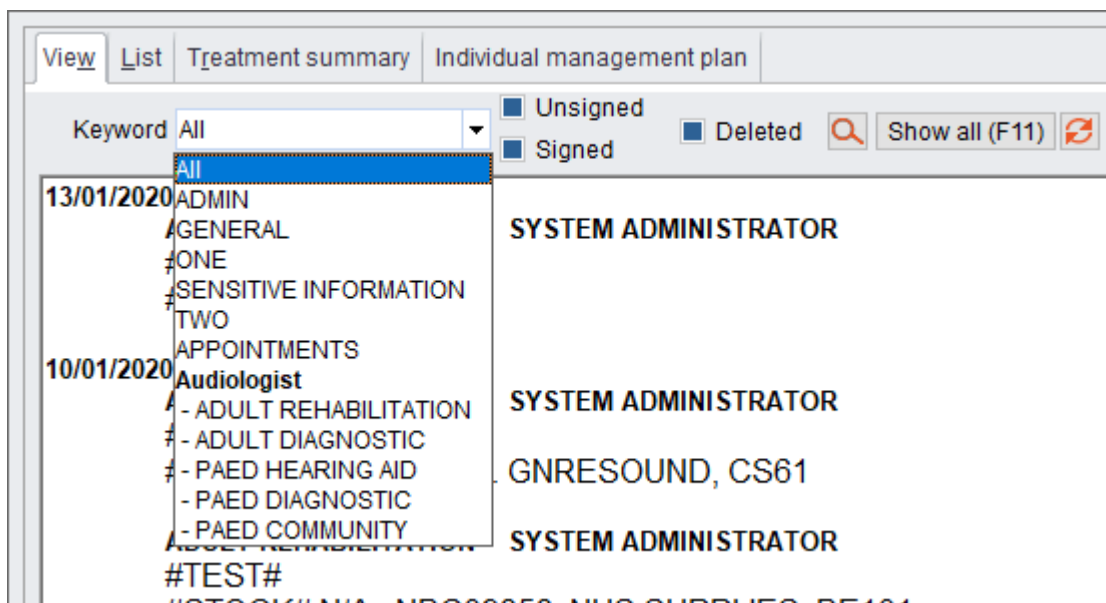 View List Treatment summary Individual management plan
Keyword All Unsigned
Signed
Deleted Show all (F11)
All
13/01/2020 ADMIN
GENERAL SYSTEM ADMINISTRATOR
ONE
SENSITIVE INFORMATION
TWO
APPOINTMENTS
10/01/2020 Audiologist
- ADULT REHABILITATION SYSTEM ADMINISTRATOR
- ADULT DIAGNOSTIC
- PAED HEARING AID GNRESOUND, CS61
- PAED DIAGNOSTIC
- PAED COMMUNITY
SYSTEM ADMINISTRATOR
#TEST#